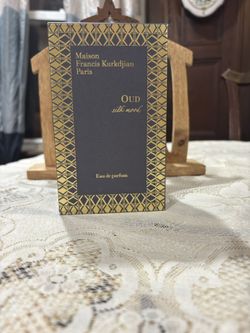 Maison
Francis Kurkdjian
Paris
OUD
silk mood
Eau de parfum